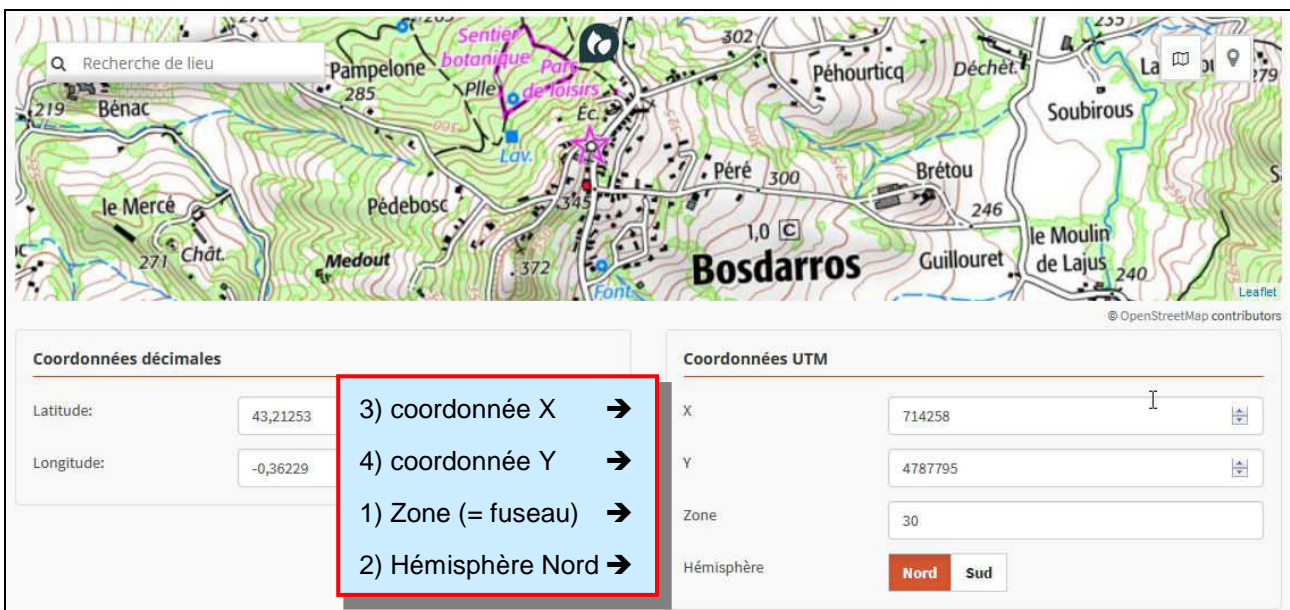 Recherche de lieu
Sentier
botanique
Parc
de loisirs
302
235
Pampelone
285
Plle
Péhourticq
Déchèt.
279
219
Bénac
Éc.
Soubirous
300
Lav.
Péré
300
Brétou
325
315
le Mercé
Pédebosc
345
246
271
Chât.
Medout
372
1,0 C
Bosdarros
Guillouret
le Moulin
de Lajus
240
Font.
Leaflet
© OpenStreetMap contributors
Coordonnées décimales
Latitude:
43,21253
Longitude:
-0,36229
3) coordonnée X ➔
4) coordonnée Y ➔
1) Zone (= fuseau) ➔
2) Hémisphère Nord ➔
Coordonnées UTM
X
714258
Y
4787795
Zone
30
Hémisphère
Nord Sud